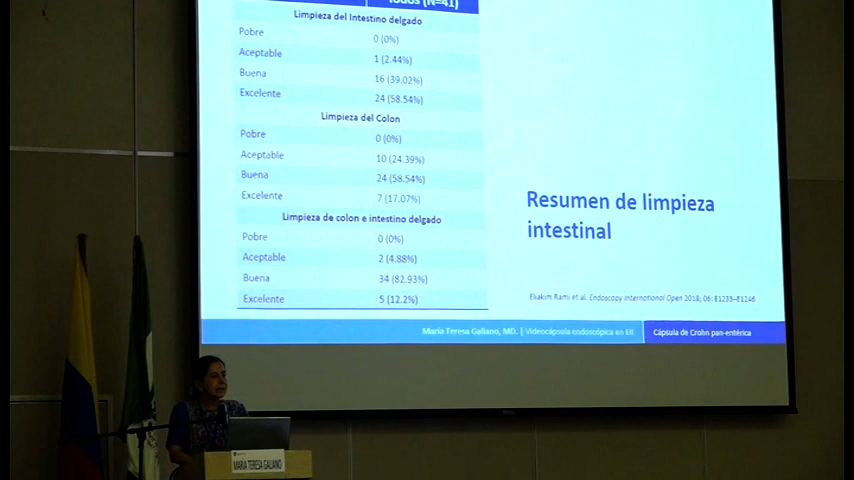 Todos (N=41)
Limpieza del Intestino delgado
Pobre 0 (0%)
Aceptable 1 (2.44%)
Buena 16 (39.02%)
Excelente 24 (58.54%)
Limpieza del Colon
Pobre 0 (0%)
Aceptable 10 (24.39%)
Buena 24 (58.54%)
Excelente 7 (17.07%)
Limpieza de colon e intestino delgado
Pobre 0 (0%)
Aceptable 2 (4.88%)
Buena 34 (82.93%)
Excelente 5 (12.2%)
Resumen de limpieza
intestinal
Eliakim Rami et al. Endoscopy International Open 2018; 06: E1235–E1246
María Teresa Galiano, MD. | Videocápsula endoscópica en EII
Cápsula de Crohn pan-entérica
MARÍA TERESA GALIANO